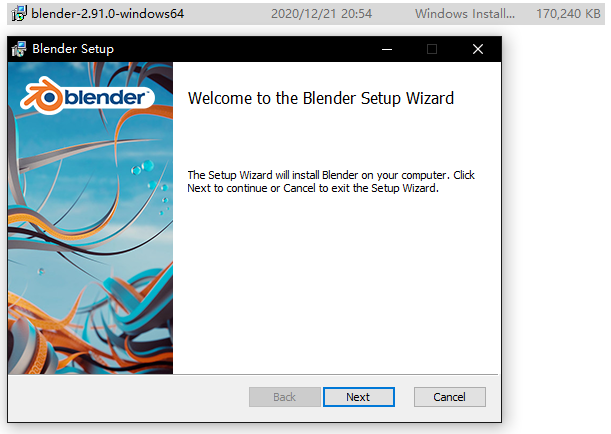 blender-2.91.0-windows64 2020/12/21 20:54 Windows Install... 170,240 KB
Blender Setup
blender
Welcome to the Blender Setup Wizard
The Setup Wizard will install Blender on your computer. Click
Next to continue or Cancel to exit the Setup Wizard.
Back Next Cancel